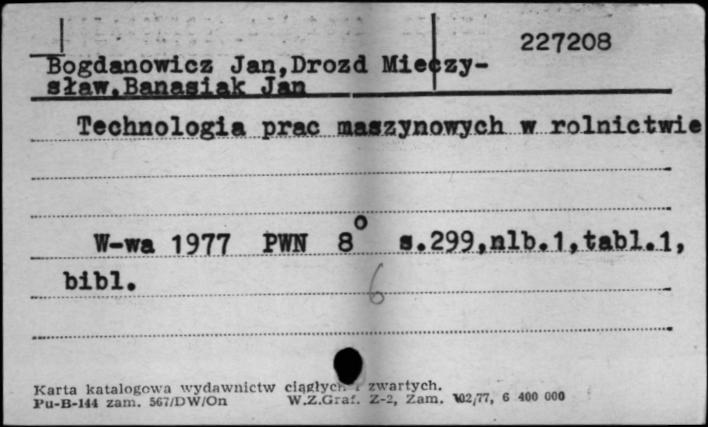 227208
Bogdanowicz Jan,Drozd Mieczy-
sław,Banasiak Jan
Technologia prac maszynowych w rolnictwie
W-wa 1977 PWN 8° s.299,nlb.1,tabl.1,
bibl.
6
Karta katalogowa wydawnictw ciągłych i zwartych.
Pu-B-144 zam. 567/DW/On W.Z.Graf. Z-2, Zam. 102/77, 6 400 000